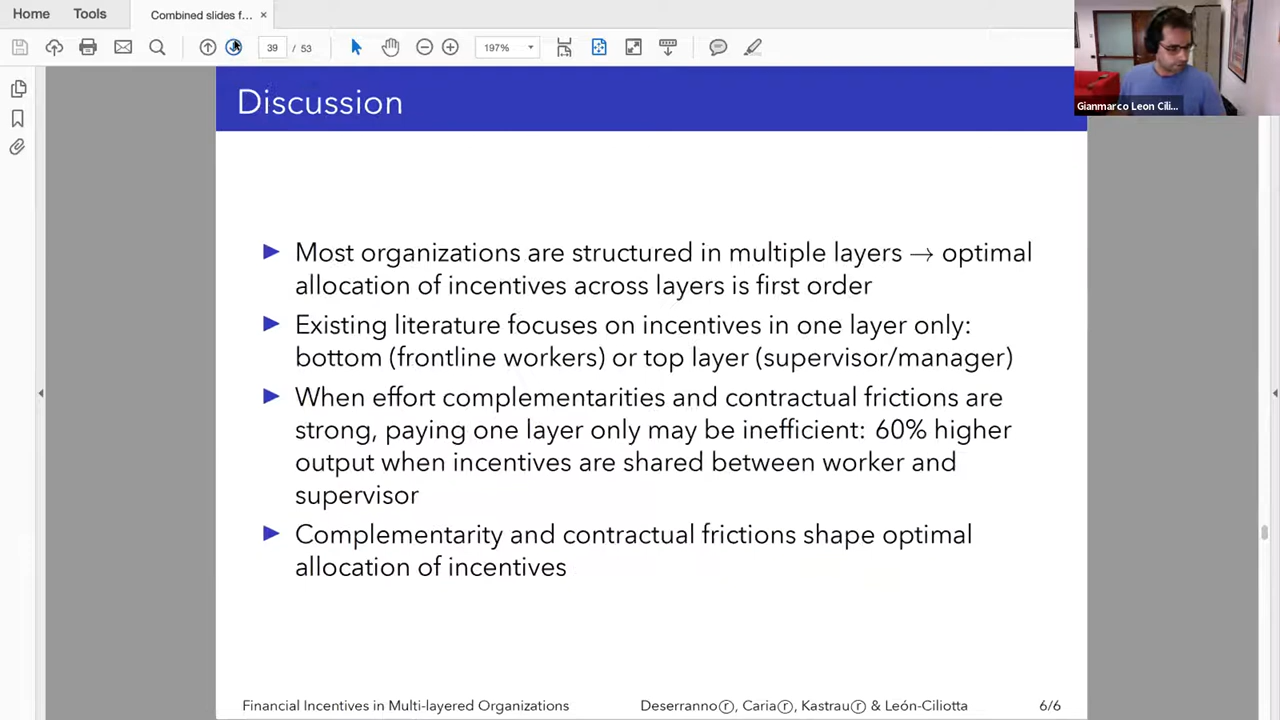 Home
Tools
Combined slides f...
×
39 / 53
197%
Gianmarco Leon Cili...
Discussion
▶ Most organizations are structured in multiple layers → optimal
allocation of incentives across layers is first order
▶ Existing literature focuses on incentives in one layer only:
bottom (frontline workers) or top layer (supervisor/manager)
▶ When effort complementarities and contractual frictions are
strong, paying one layer only may be inefficient: 60% higher
output when incentives are shared between worker and
supervisor
▶ Complementarity and contractual frictions shape optimal
allocation of incentives
Financial Incentives in Multi-layered Organizations
Deserrannoⓡ, Cariaⓡ, Kastrauⓡ & León-Ciliotta
6/6